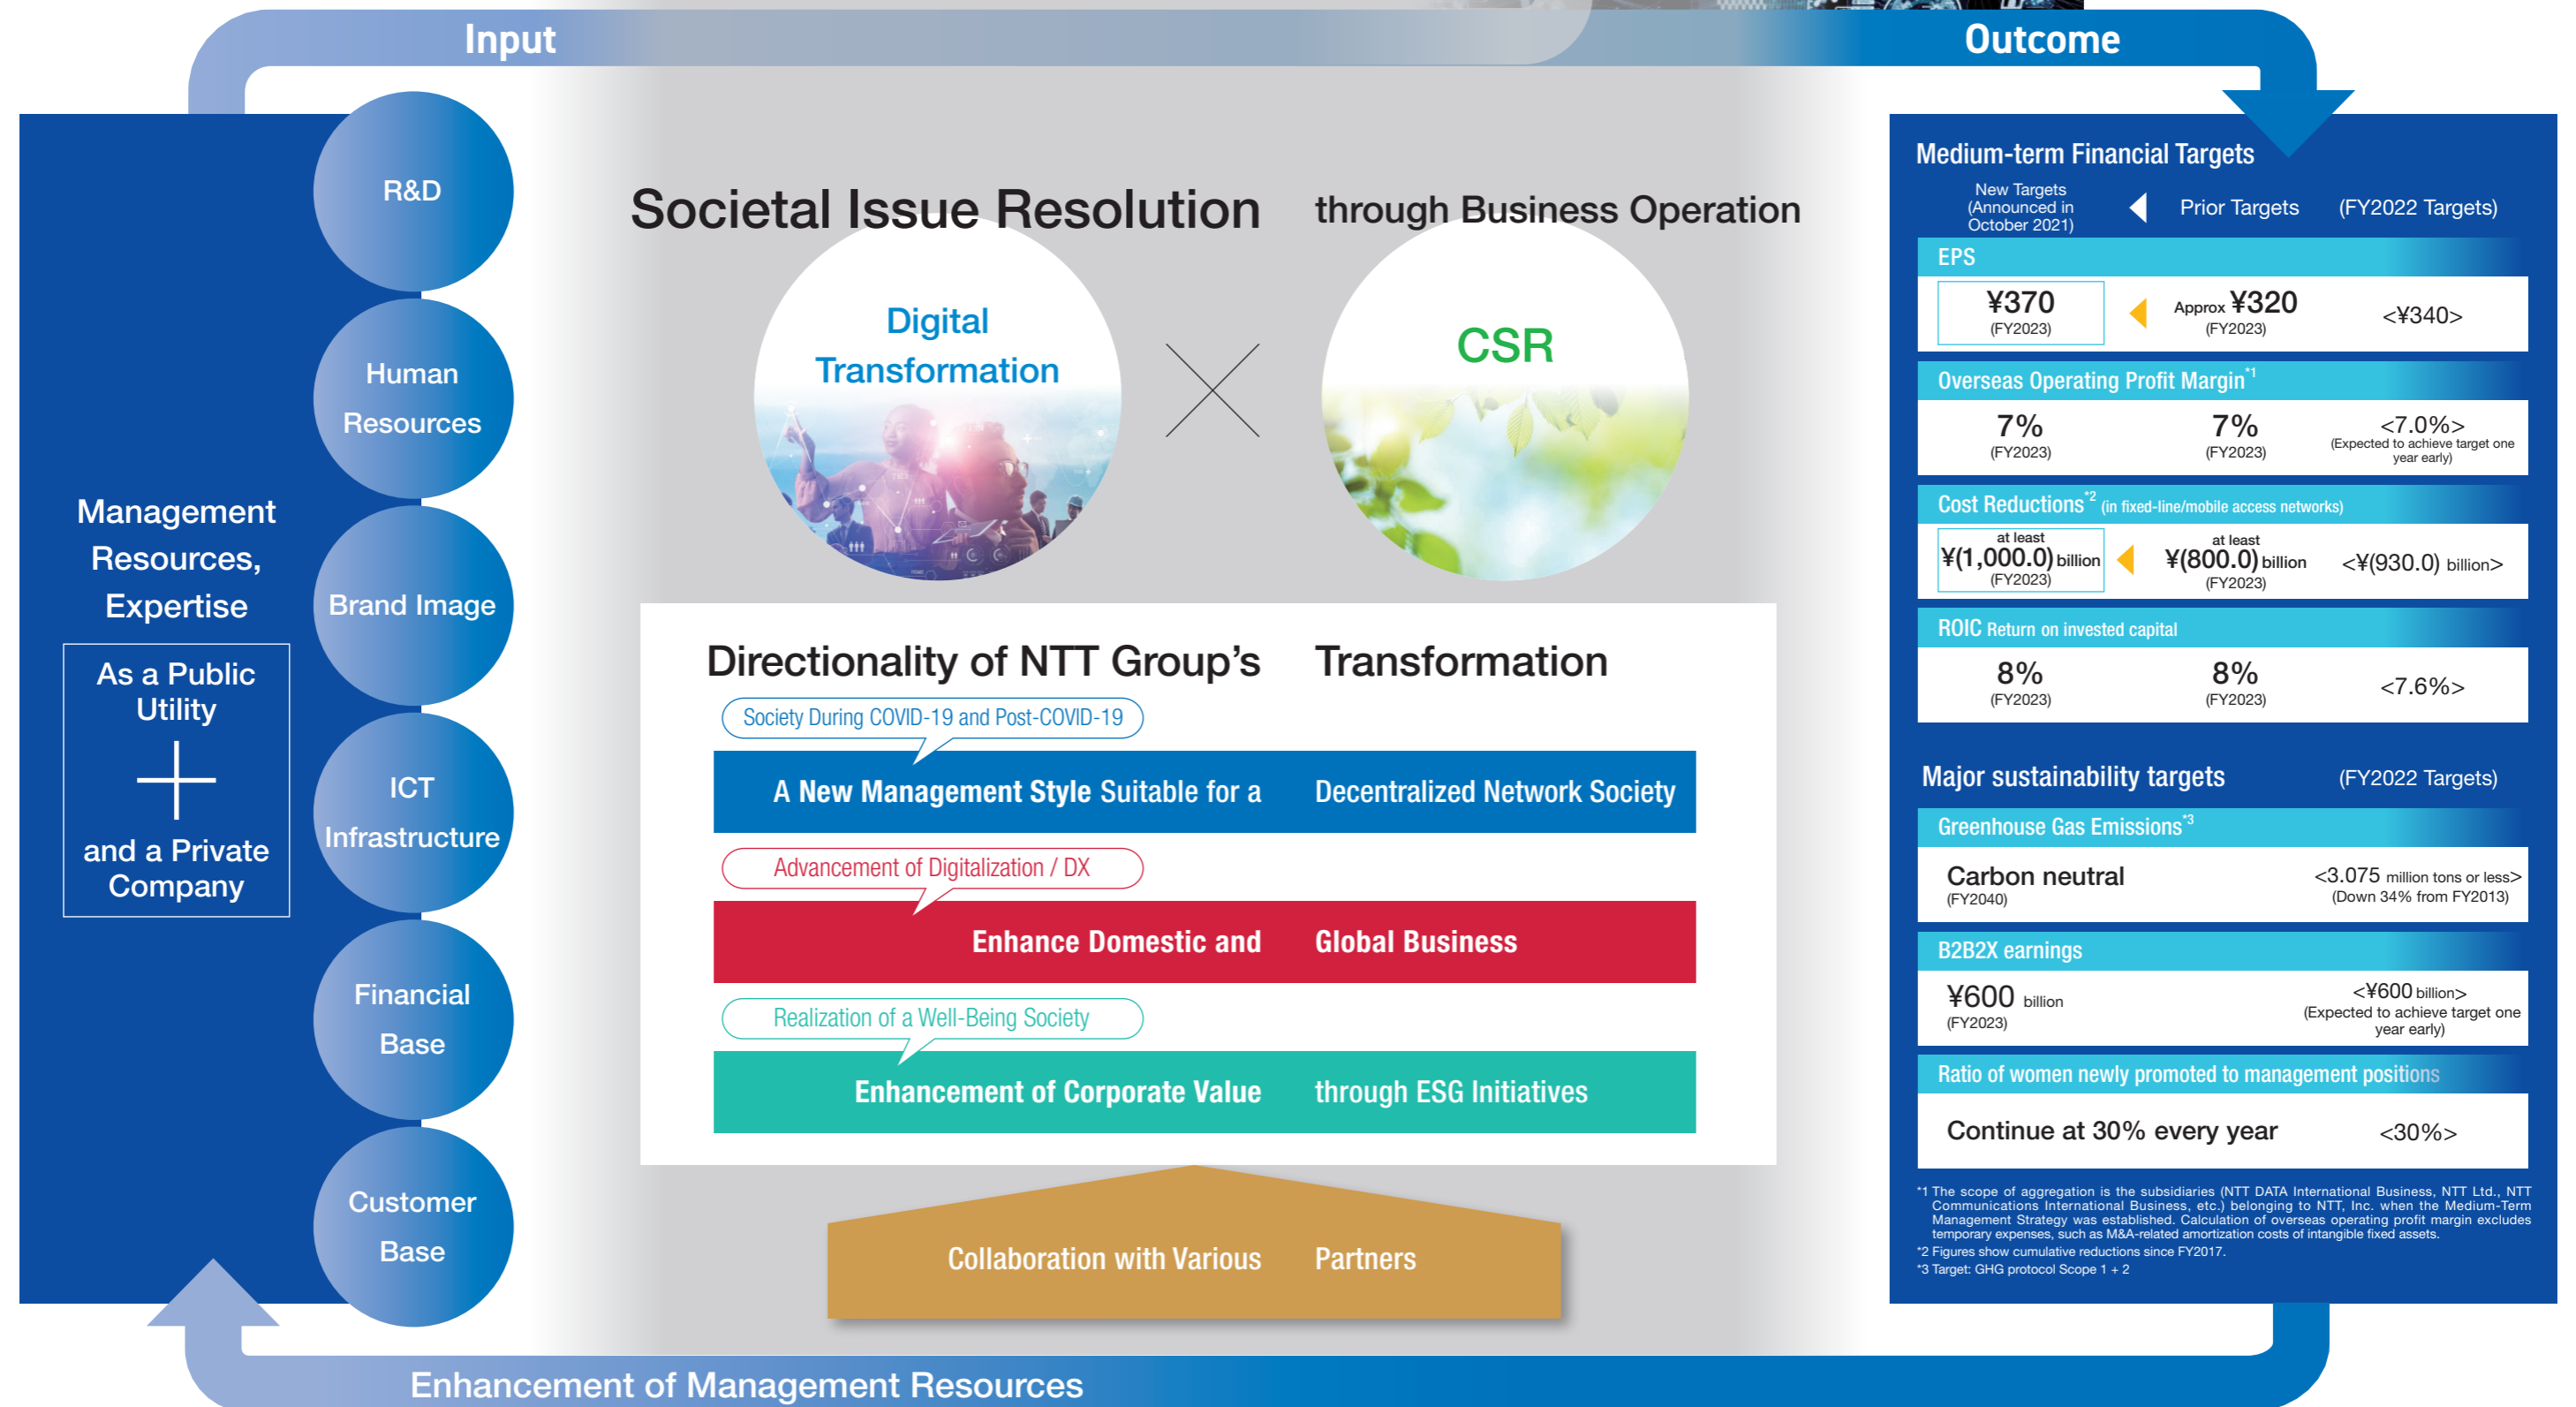 Input
Outcome
Management
Resources,
Expertise
As a Public
Utility
and a Private
Company
R&D
Human
Resources
Brand Image
ICT
Infrastructure
Financial
Base
Customer
Base
Societal Issue Resolution through Business Operation
Digital
Transformation
CSR
Directionality of NTT Group’s Transformation
Society During COVID-19 and Post-COVID-19
A New Management Style Suitable for a Decentralized Network Society
Advancement of Digitalization / DX
Enhance Domestic and Global Business
Realization of a Well-Being Society
Enhancement of Corporate Value through ESG Initiatives
Collaboration with Various Partners
Medium-term Financial Targets
New Targets
(Announced in
October 2021)
Prior Targets
(FY2022 Targets)
EPS
¥370
(FY2023)
Approx ¥320
(FY2023)
<¥340>
Overseas Operating Profit Margin*1
7%
(FY2023)
7%
(FY2023)
<7.0%>
(Expected to achieve target one
year early)
Cost Reductions*2 (in fixed-line/mobile access networks)
at least
¥(1,000.0) billion
(FY2023)
at least
¥(800.0) billion
(FY2023)
<¥(930.0) billion>
ROIC Return on invested capital
8%
(FY2023)
8%
(FY2023)
<7.6%>
Major sustainability targets
(FY2022 Targets)
Greenhouse Gas Emissions*3
Carbon neutral
(FY2040)
<3.075 million tons or less>
(Down 34% from FY2013)
B2B2X earnings
¥600 billion
(FY2023)
<¥600 billion>
(Expected to achieve target one
year early)
Ratio of women newly promoted to management positions
Continue at 30% every year
<30%>
*1 The scope of aggregation is the subsidiaries (NTT DATA International Business, NTT Ltd., NTT
Communications International Business, etc.) belonging to NTT, Inc. when the Medium-Term
Management Strategy was established. Calculation of overseas operating profit margin excludes
temporary expenses, such as M&A-related amortization costs of intangible fixed assets.
*2 Figures show cumulative reductions since FY2017.
*3 Target: GHG protocol Scope 1 + 2
Enhancement of Management Resources